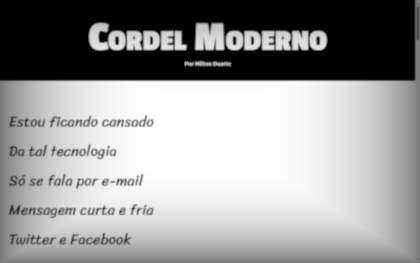 Cordel Moderno
Por Milton Duarte
Estou ficando cansado
Da tal tecnologia
Só se fala por e-mail
Mensagem curta e fria
Twitter e Facebook